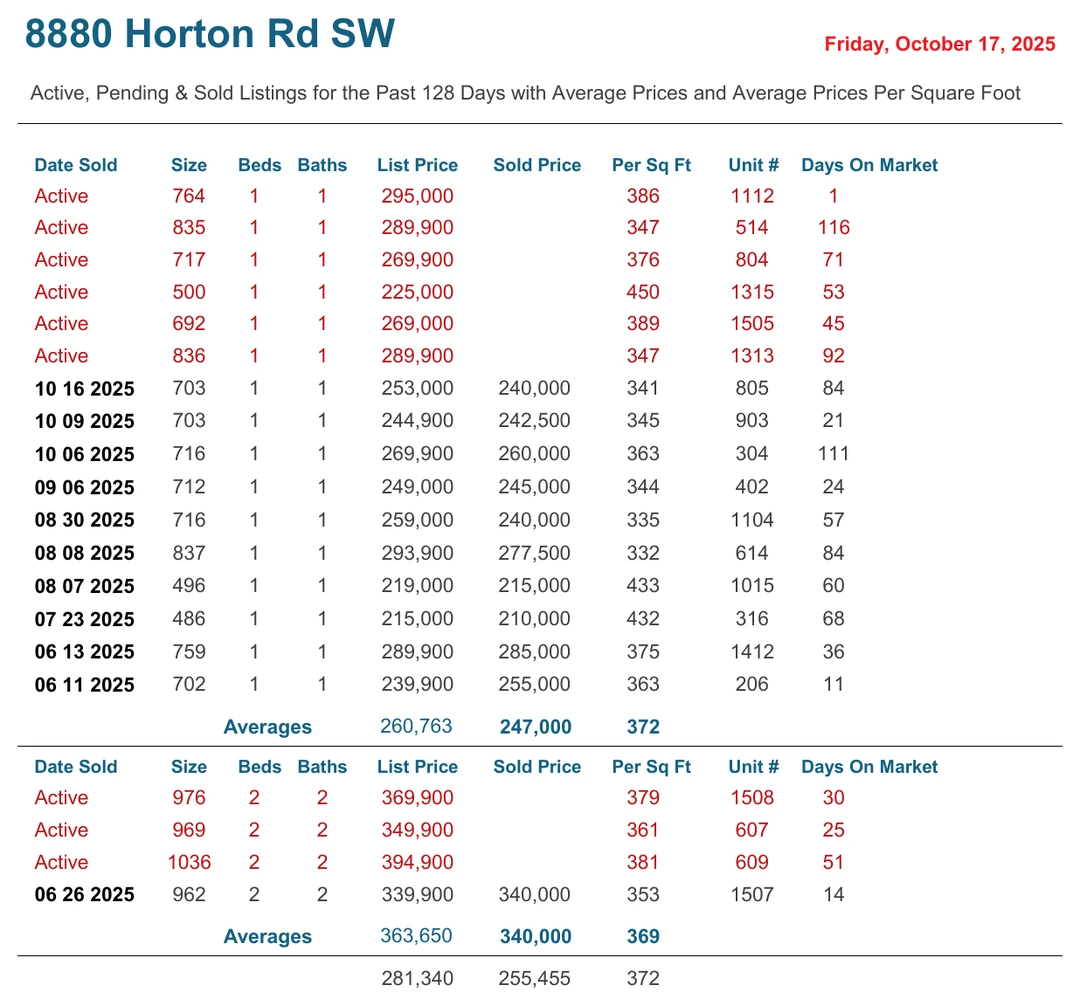 8880 Horton Rd SW
Friday, October 17, 2025
Active, Pending & Sold Listings for the Past 128 Days with Average Prices and Average Prices Per Square Foot
Date Sold Size Beds Baths List Price Sold Price Per Sq Ft Unit # Days On Market
Active 764 1 1 295,000 386 1112 1
Active 835 1 1 289,900 347 514 116
Active 717 1 1 269,900 376 804 71
Active 500 1 1 225,000 450 1315 53
Active 692 1 1 269,000 389 1505 45
Active 836 1 1 289,900 347 1313 92
10 16 2025 703 1 1 253,000 240,000 341 805 84
10 09 2025 703 1 1 244,900 242,500 345 903 21
10 06 2025 716 1 1 269,900 260,000 363 304 111
09 06 2025 712 1 1 249,000 245,000 344 402 24
08 30 2025 716 1 1 259,000 240,000 335 1104 57
08 08 2025 837 1 1 293,900 277,500 332 614 84
08 07 2025 496 1 1 219,000 215,000 433 1015 60
07 23 2025 486 1 1 215,000 210,000 432 316 68
06 13 2025 759 1 1 289,900 285,000 375 1412 36
06 11 2025 702 1 1 239,900 255,000 363 206 11
Averages 260,763 247,000 372
Date Sold Size Beds Baths List Price Sold Price Per Sq Ft Unit # Days On Market
Active 976 2 2 369,900 379 1508 30
Active 969 2 2 349,900 361 607 25
Active 1036 2 2 394,900 381 609 51
06 26 2025 962 2 2 339,900 340,000 353 1507 14
Averages 363,650 340,000 369
281,340 255,455 372